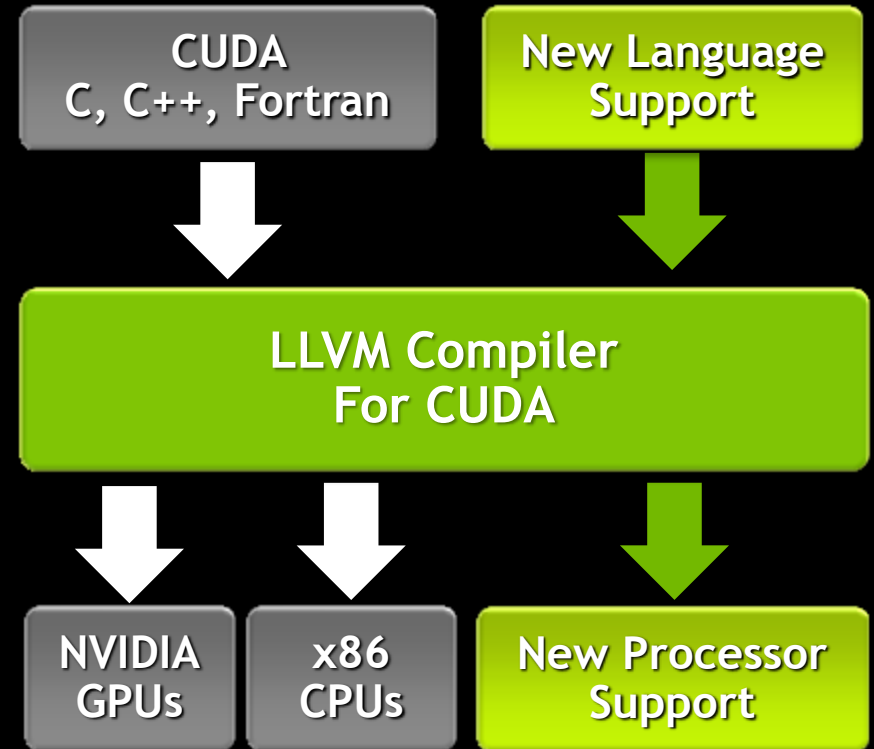 CUDA
C, C++, Fortran
New Language
Support
LLVM Compiler
For CUDA
NVIDIA
GPUs
x86
CPUs
New Processor
Support